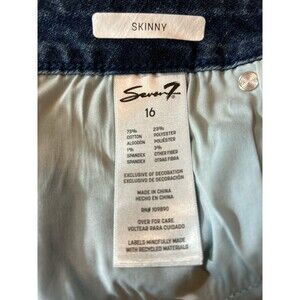 SKINNY
Seven7
16
73% 23%
COTTON POLYESTER
ALGODÓN POLIÉSTER
1% 3%
SPANDEX OTHER FIBER
SPANDEX OTRAS FIBRA
EXCLUSIVE OF DECORATION
EXCLUSIVO DE DECORACIÓN
MADE IN CHINA
HECHO EN CHINA
RN# 109890
OVER FOR CARE
VOLTEAR PARA CUIDADO
LABELS MINDFULLY MADE
WITH RECYCLED MATERIALS